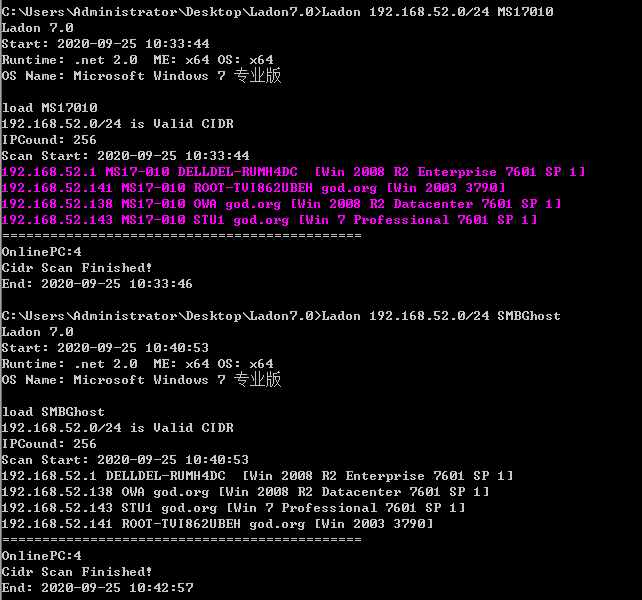 C:\Users\Administrator\Desktop\Ladon7.0>Ladon 192.168.52.0/24 MS17010
Ladon 7.0
Start: 2020-09-25 10:33:44
Runtime: .net 2.0  ME: x64 OS: x64
OS Name: Microsoft Windows 7 专业版
load MS17010
192.168.52.0/24 is Valid CIDR
IPCound: 256
Scan Start: 2020-09-25 10:33:44
192.168.52.1 MS17-010 DELLDEL-RUMH4DC  [Win 2008 R2 Enterprise 7601 SP 1]
192.168.52.141 MS17-010 ROOT-TVI862UBEH god.org [Win 2003 3790]
192.168.52.138 MS17-010 OWA god.org [Win 2008 R2 Datacenter 7601 SP 1]
192.168.52.143 MS17-010 STU1 god.org [Win 7 Professional 7601 SP 1]
=============================================
OnlinePC:4
Cidr Scan Finished!
End: 2020-09-25 10:33:46
C:\Users\Administrator\Desktop\Ladon7.0>Ladon 192.168.52.0/24 SMBGhost
Ladon 7.0
Start: 2020-09-25 10:40:53
Runtime: .net 2.0  ME: x64 OS: x64
OS Name: Microsoft Windows 7 专业版
load SMBGhost
192.168.52.0/24 is Valid CIDR
IPCound: 256
Scan Start: 2020-09-25 10:40:53
192.168.52.1 DELLDEL-RUMH4DC  [Win 2008 R2 Enterprise 7601 SP 1]
192.168.52.138 OWA god.org [Win 2008 R2 Datacenter 7601 SP 1]
192.168.52.143 STU1 god.org [Win 7 Professional 7601 SP 1]
192.168.52.141 ROOT-TVI862UBEH god.org [Win 2003 3790]
=============================================
OnlinePC:4
Cidr Scan Finished!
End: 2020-09-25 10:42:57